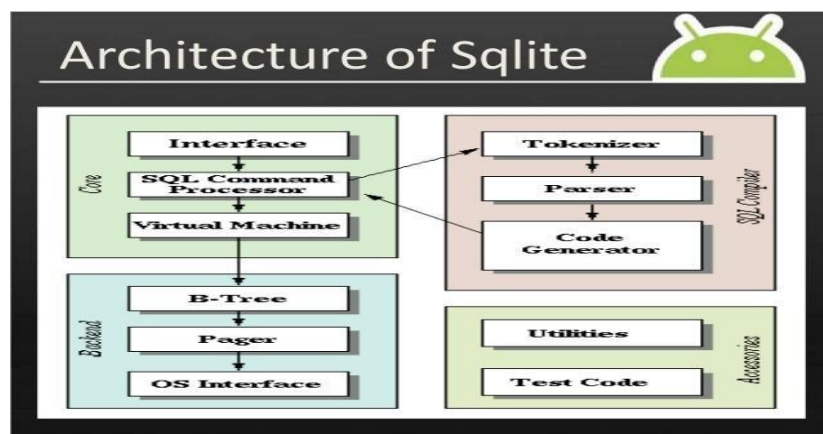 Architecture of Sqlite
Core
Interface
SQL Command
Processor
Virtual Machine
Backend
B-Tree
Pager
OS Interface
SQL Compiler
Tokenizer
Parser
Code
Generator
Accessories
Utilities
Test Code